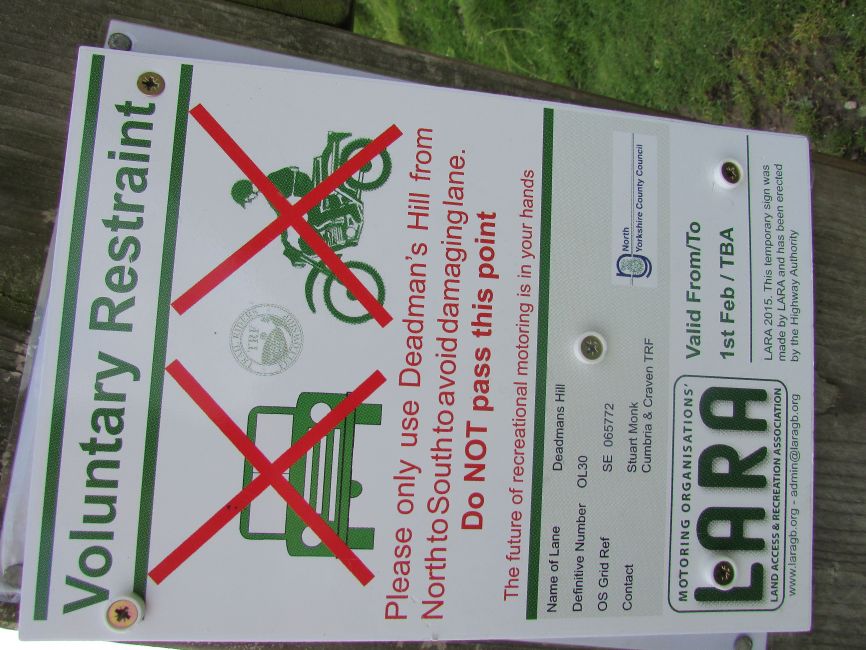 Voluntary Restraint
TRAIL RIDERS
TRF
FELLOWSHIP
Please only use Deadman's Hill from
North to South to avoid damaging lane.
Do NOT pass this point
The future of recreational motoring is in your hands
Name of Lane Deadmans Hill
Definitive Number OL30
OS Grid Ref SE 065772
Contact Stuart Monk
Cumbria & Craven TRF
North
Yorkshire County Council
MOTORING ORGANISATIONS'
LARA
LAND ACCESS & RECREATION ASSOCIATION
www.laragb.org - admin@laragb.org
Valid From/To
1st Feb / TBA
LARA 2015. This temporary sign was
made by LARA and has been erected
by the Highway Authority